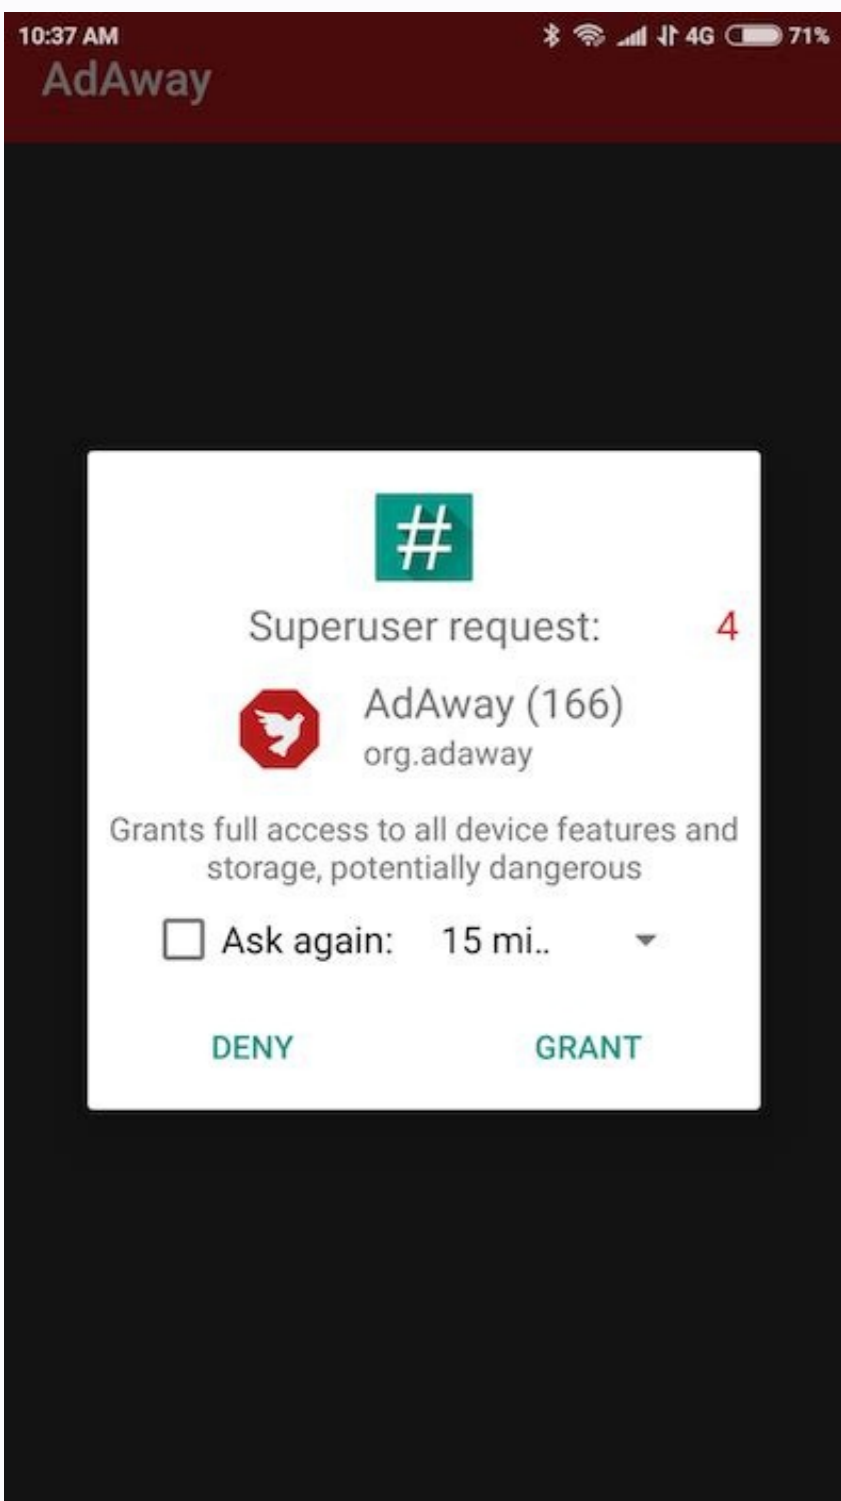 10:37 AM 4G 71%
AdAway
#
Superuser request: 4
AdAway (166)
org.adaway
Grants full access to all device features and
storage, potentially dangerous
Ask again: 15 mi..
DENY GRANT